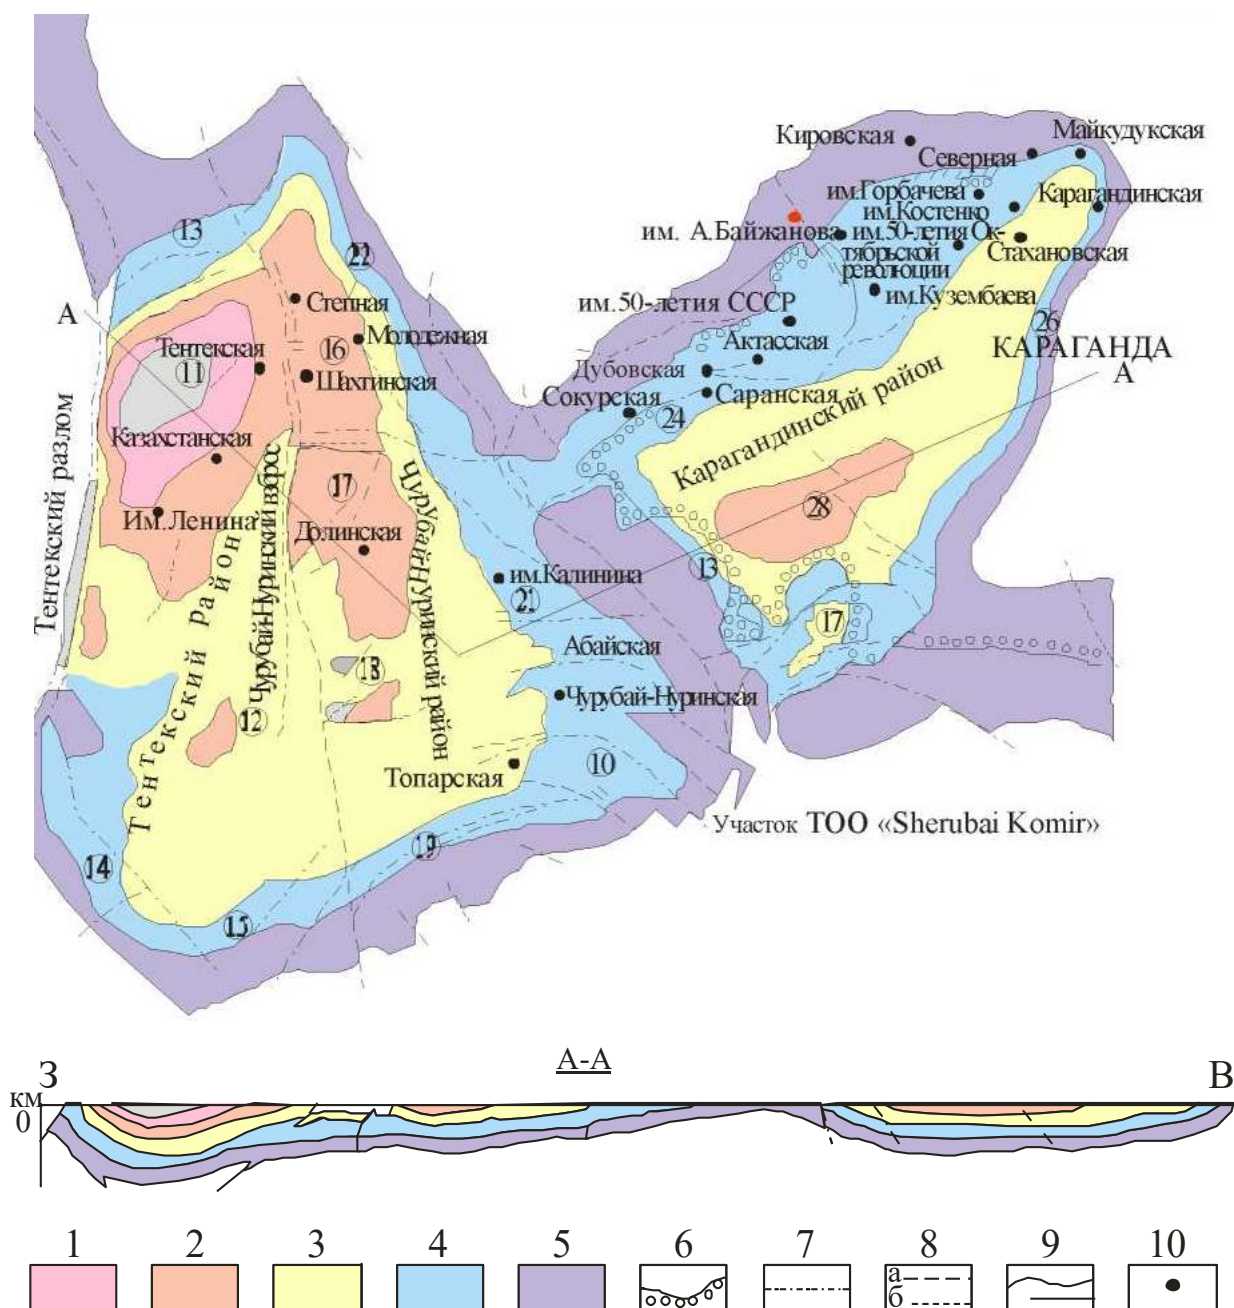 Кировская
Майкудукская
Северная
им.Горбачева
Карагандинская
им.Костенко
им. А.Байжанова
им.50-летия Ок-
тябрьской
революции
Стахановская
им.Кузембаева
им.50-летия СССР
Актасская
Дубовская
Сокурская
Саранская
КАРАГАНДА
А
Карагандинский район
13
22
26
24
28
13
17
А
Степная
Молодежная
Тентекская
16
11
Шахтинская
Казахстанская
Тентекский разлом
Им.Ленина
17
Долинская
Чурубай-Нуринский взброс
Чурубай-Нуринский район
Тентекский район
им.Калинина
21
Абайская
18
12
Чурубай-Нуринская
Топарская
10
Участок ТОО «Sherubai Komir»
19
14
15
А-А
З
В
км
0
1 2 3 4 5 6 7 8 9 10
а
б